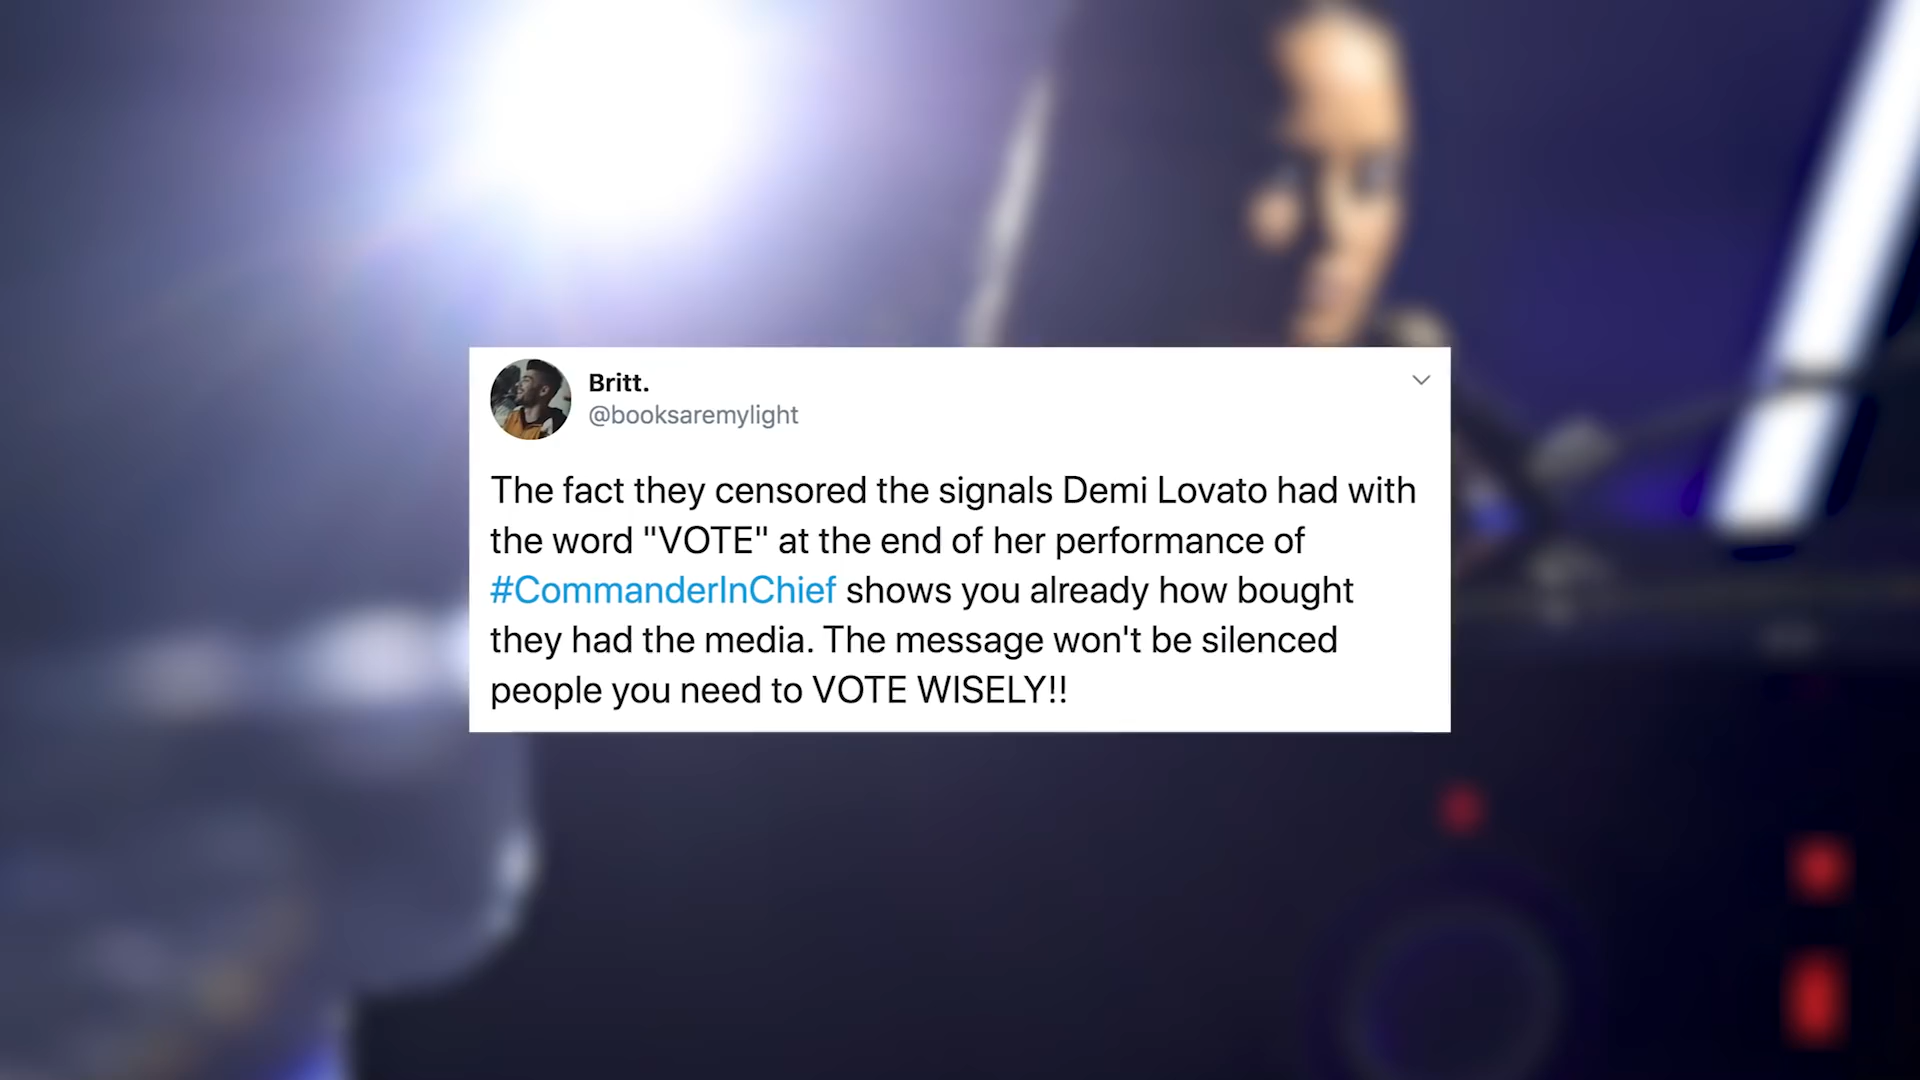 Britt.
@booksaremylight
The fact they censored the signals Demi Lovato had with
the word "VOTE" at the end of her performance of
#CommanderInChief shows you already how bought
they had the media. The message won't be silenced
people you need to VOTE WISELY!!